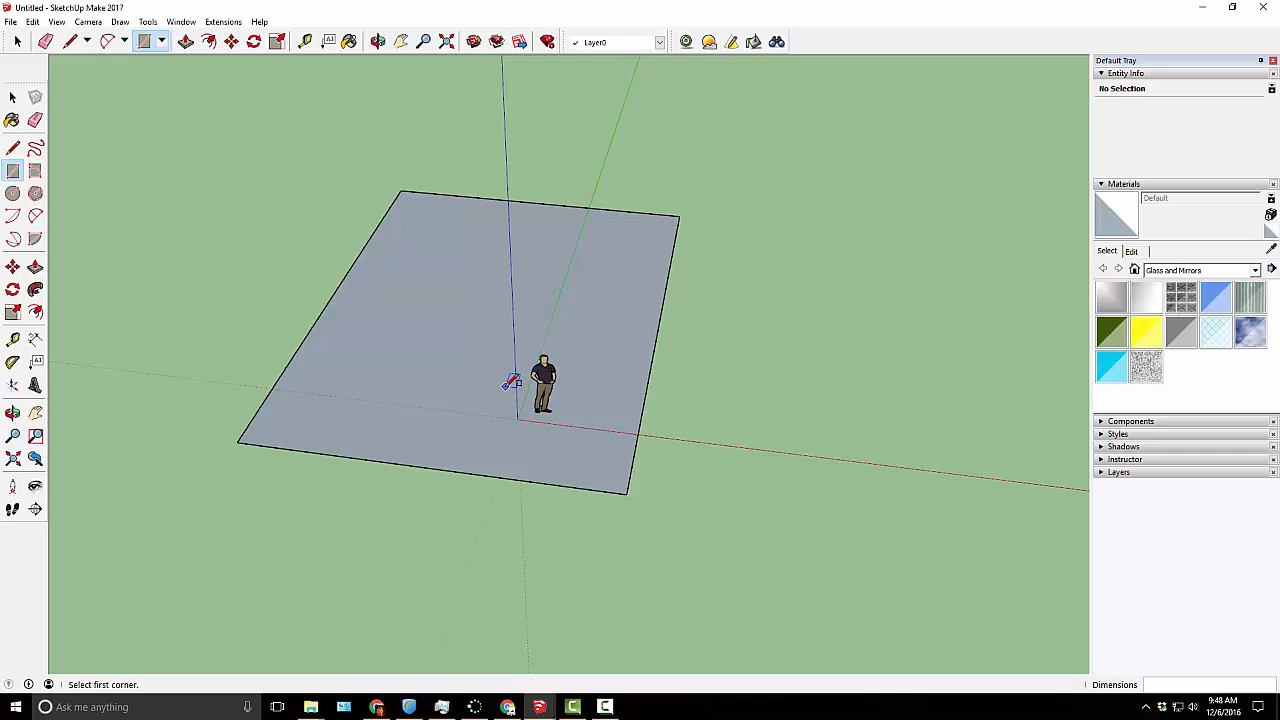 Untitled - SketchUp Make 2017
File Edit View Camera Draw Tools Window Extensions Help
Layer0
Default Tray
Entity Info
No Selection
Materials
Default
Select Edit
Glass and Mirrors
Components
Styles
Shadows
Instructor
Layers
Select first corner.
Dimensions
Ask me anything
9:48 AM
12/6/2016